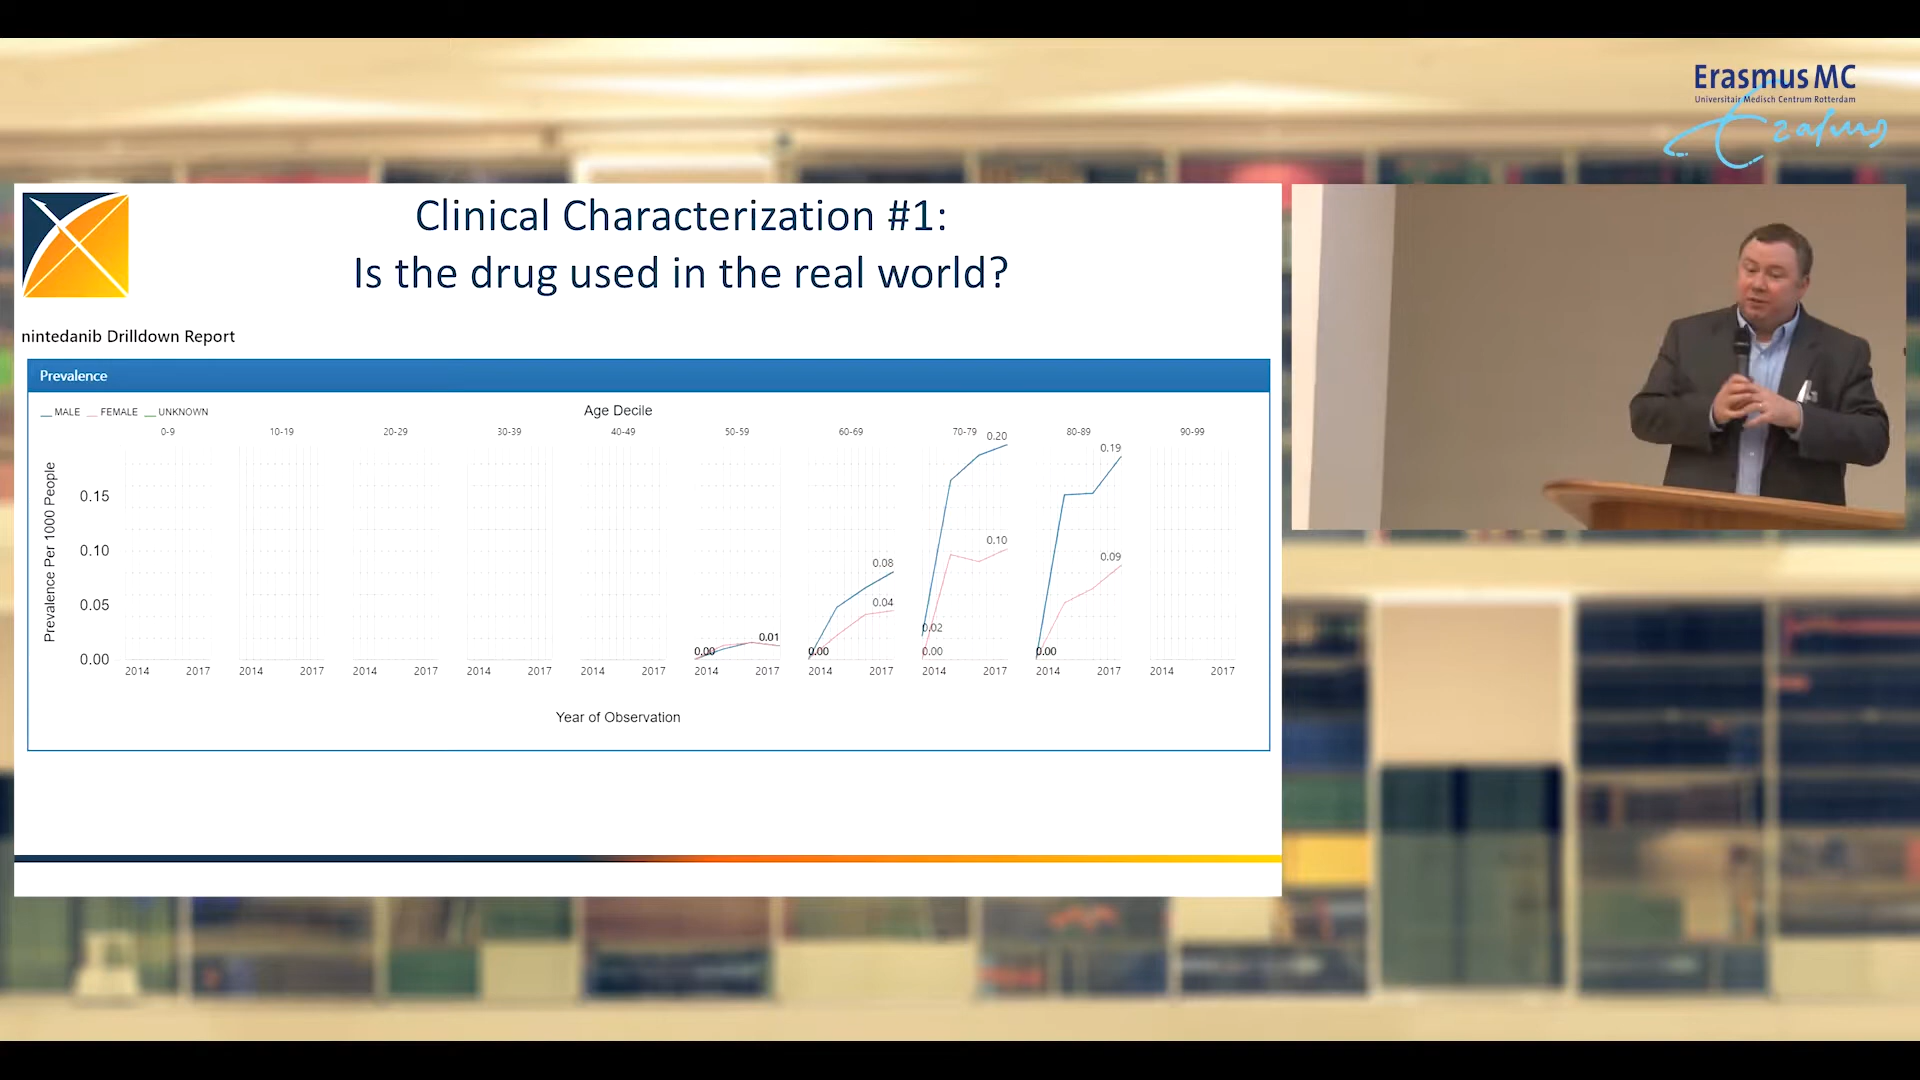 Erasmus MC
Universitair Medisch Centrum Rotterdam
Erasmus
Clinical Characterization #1:
Is the drug used in the real world?
nintedanib Drilldown Report
Prevalence
MALE FEMALE UNKNOWN
Age Decile
0-9 10-19 20-29 30-39 40-49 50-59 60-69 70-79 80-89 90-99
Prevalence Per 1000 People
0.15
0.10
0.05
0.00
0.00 0.01
0.00 0.08 0.04
0.02 0.00 0.20 0.10
0.00 0.19 0.09
2014 2017 2014 2017 2014 2017 2014 2017 2014 2017 2014 2017 2014 2017 2014 2017 2014 2017 2014 2017
Year of Observation